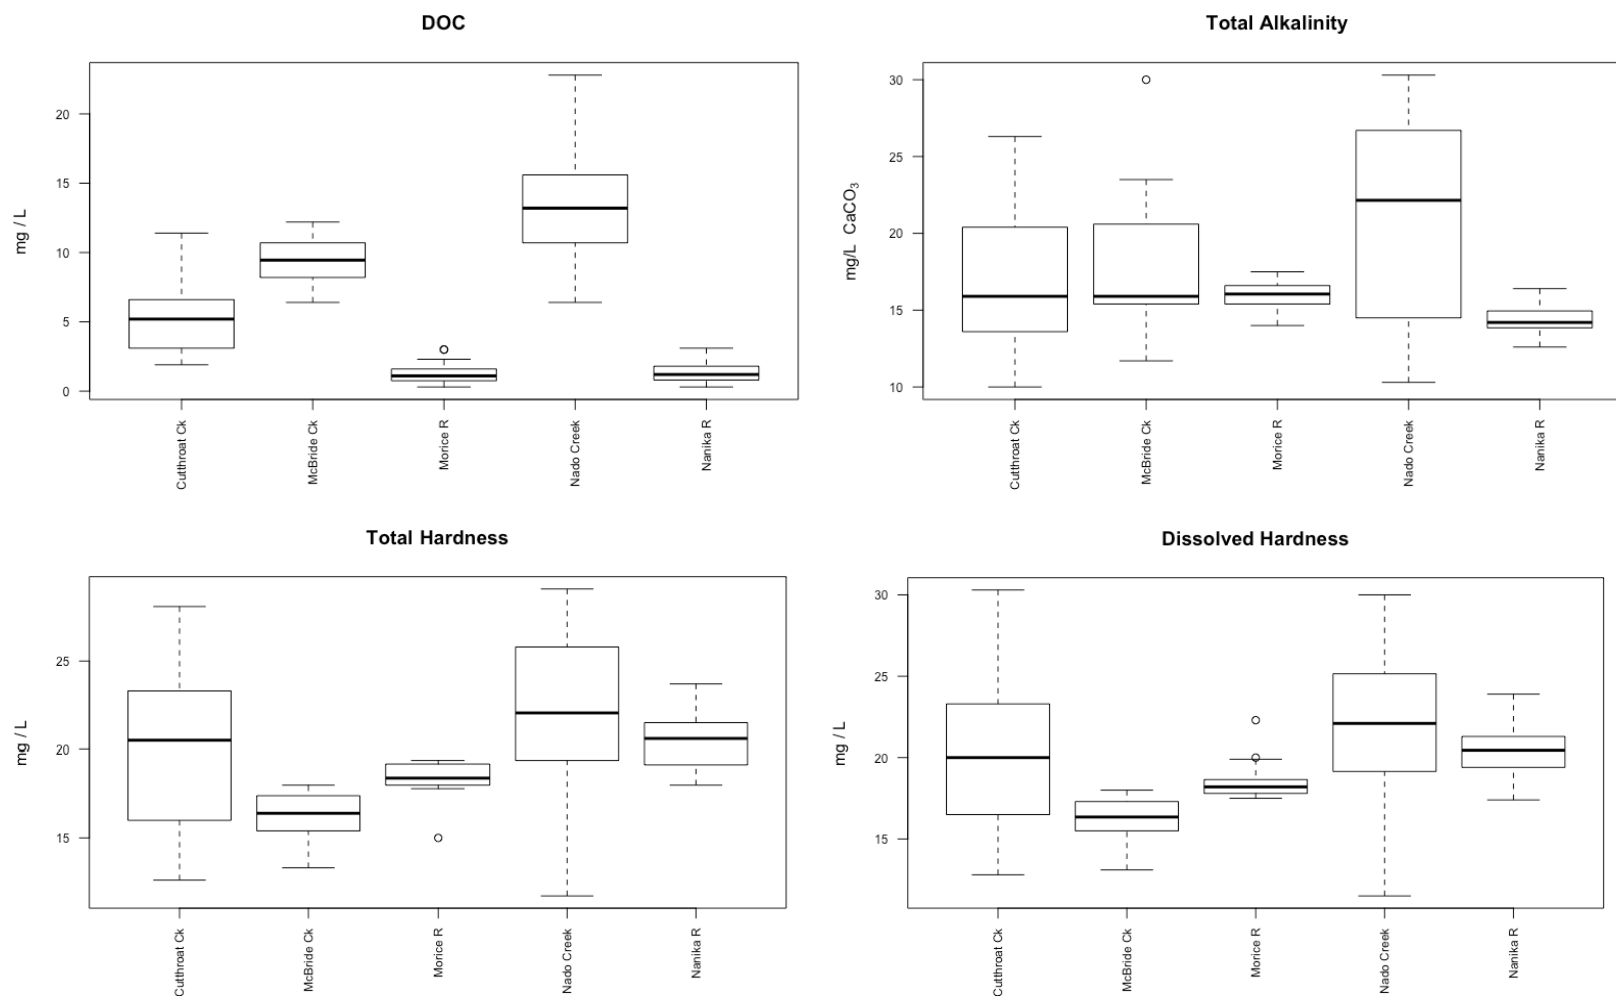 DOC
mg / L
20
15
10
5
0
Cutthroat Ck
McBride Ck
Morice R
Nado Creek
Nanika R
Total Alkalinity
mg/L CaCO₃
30
25
20
15
10
Cutthroat Ck
McBride Ck
Morice R
Nado Creek
Nanika R
Total Hardness
mg / L
25
20
15
Cutthroat Ck
McBride Ck
Morice R
Nado Creek
Nanika R
Dissolved Hardness
mg / L
30
25
20
15
Cutthroat Ck
McBride Ck
Morice R
Nado Creek
Nanika R